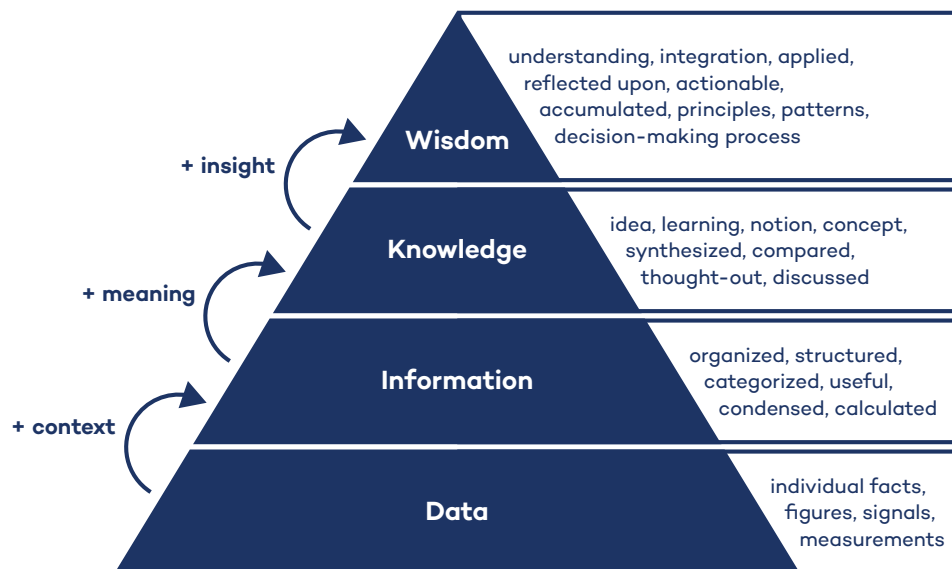 understanding, integration, applied,
reflected upon, actionable,
accumulated, principles, patterns,
decision-making process
Wisdom
+ insight
idea, learning, notion, concept,
synthesized, compared,
thought-out, discussed
Knowledge
+ meaning
organized, structured,
categorized, useful,
condensed, calculated
Information
+ context
individual facts,
figures, signals,
measurements
Data